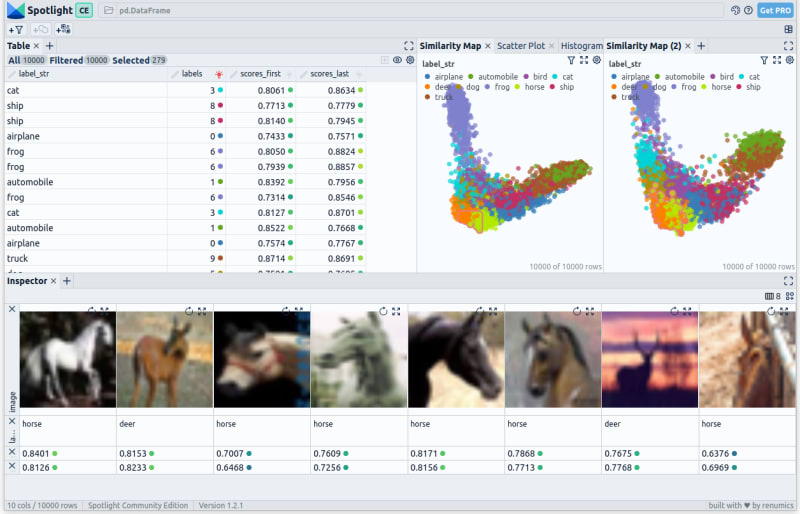 Spotlight CE pd.DataFrame Get PRO
Table
All 10000 Filtered 10000 Selected 279
label_str labels scores_first scores_last
cat 3 0.8061 0.8634
ship 8 0.7713 0.7779
ship 8 0.8140 0.7945
airplane 0 0.7433 0.7571
frog 6 0.8050 0.8824
frog 6 0.7939 0.8857
automobile 1 0.8392 0.7956
frog 6 0.7314 0.8546
cat 3 0.8127 0.8701
automobile 1 0.8522 0.7668
airplane 0 0.7574 0.7767
truck 9 0.8714 0.8691
Similarity Map Scatter Plot Histogram
label_str
airplane automobile bird cat
deer dog frog horse ship
truck
10000 of 10000 rows
Similarity Map (2)
label_str
airplane automobile bird cat
deer dog frog horse ship
truck
10000 of 10000 rows
Inspector
8
image
la...
horse deer horse horse horse horse deer horse
0.8401 0.8153 0.7007 0.7609 0.8171 0.7868 0.7675 0.6376
0.8126 0.8233 0.6468 0.7256 0.8156 0.7713 0.7768 0.6969
10 cols / 10000 rows Spotlight Community Edition Version 1.2.1 built with ♥ by renumics